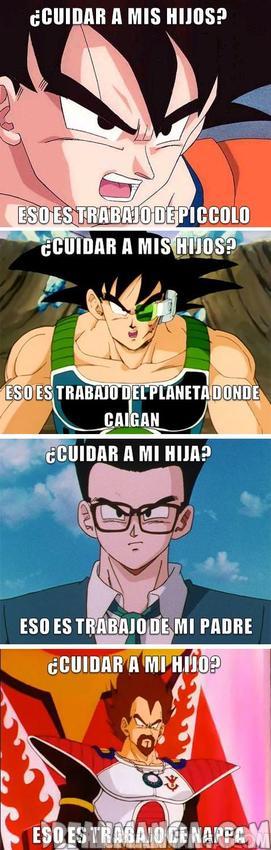 ¿CUIDAR A MIS HIJOS?
ESO ES TRABAJO DE PICCOLO
¿CUIDAR A MIS HIJOS?
ESO ES TRABAJO DEL PLANETA DONDE
CAIGAN
¿CUIDAR A MI HIJA?
ESO ES TRABAJO DE MI PADRE
¿CUIDAR A MI HIJO?
ESO ES TRABAJO DE NAPPA